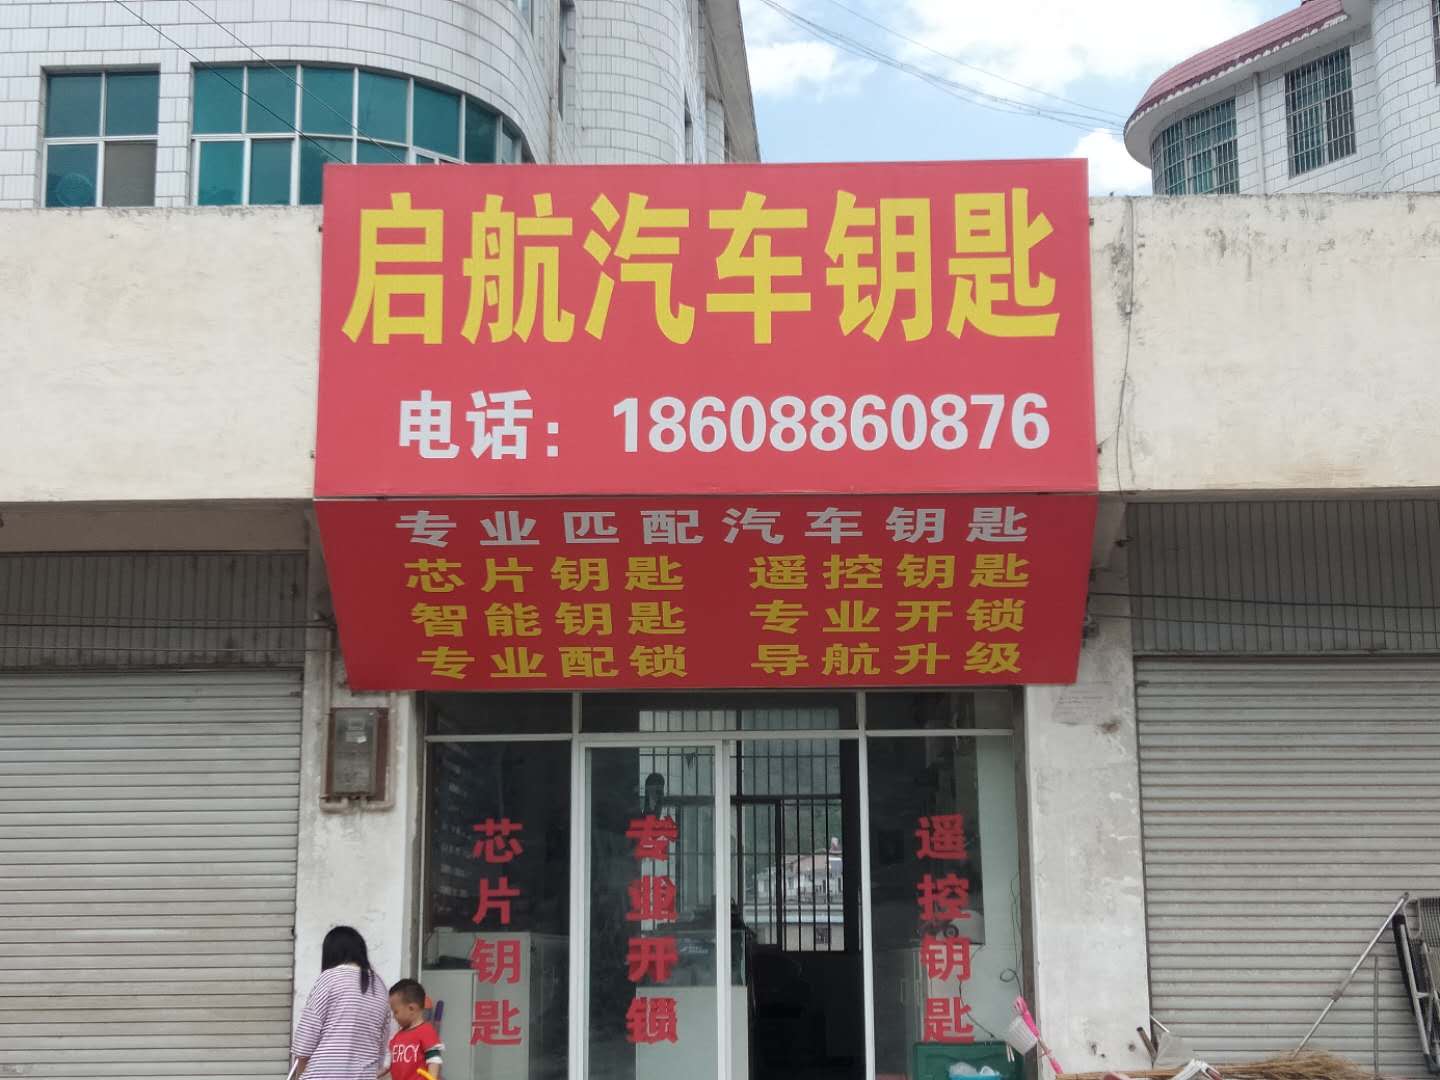 启航汽车钥匙
电话：18608860876
专业匹配汽车钥匙
芯片钥匙 遥控钥匙
智能钥匙 专业开锁
专业配锁 导航升级
芯片钥匙
专业开锁
遥控钥匙
ERCY